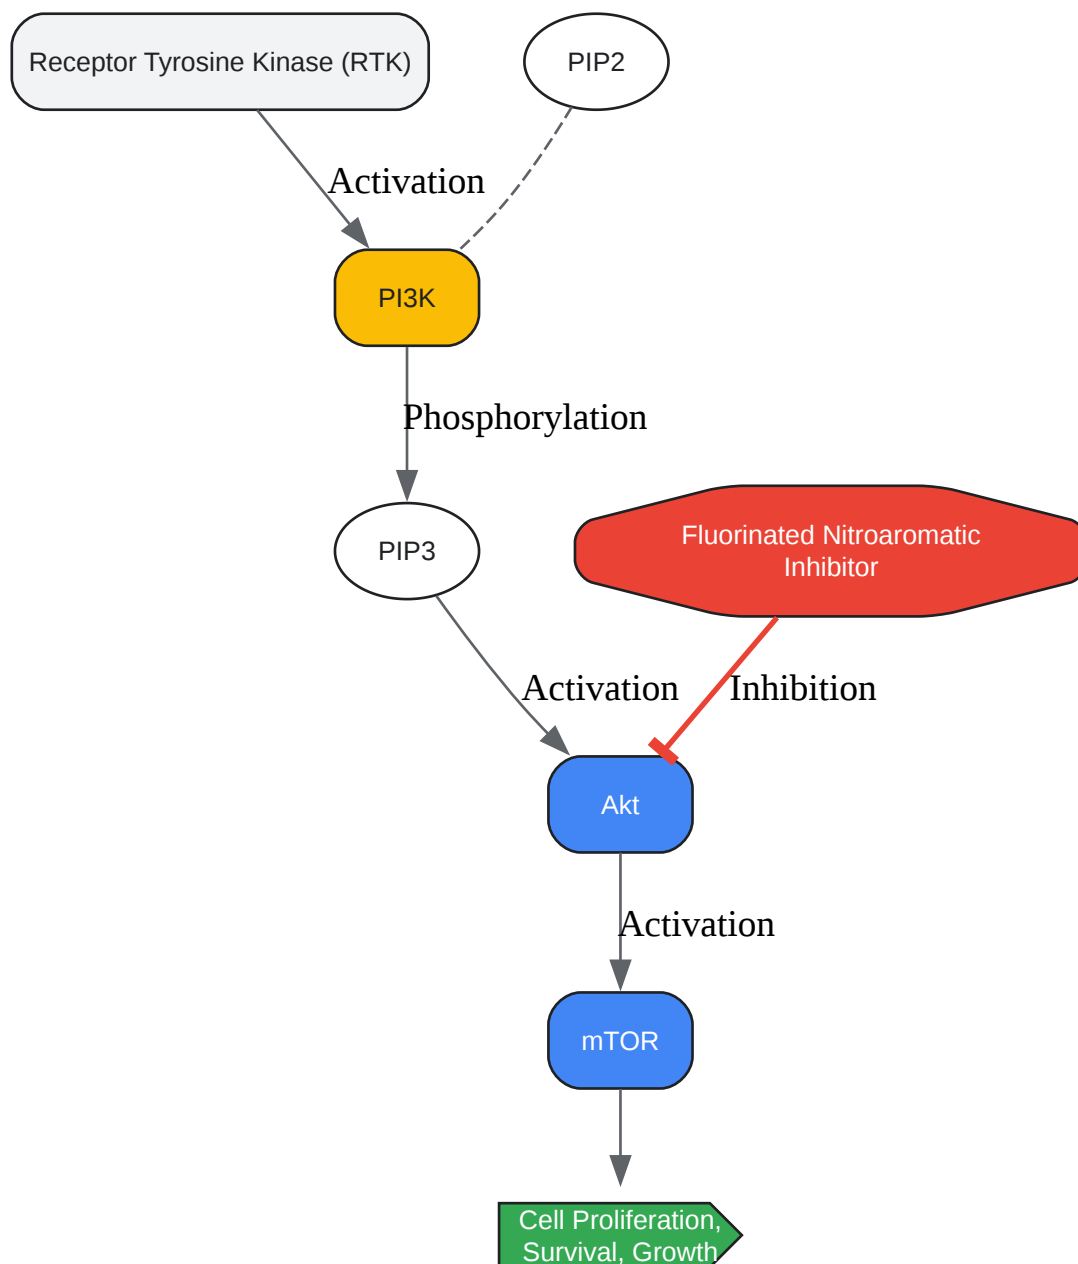 Receptor Tyrosine Kinase (RTK)
PIP2
Activation
PI3K
Phosphorylation
PIP3
Fluorinated Nitroaromatic
Inhibitor
Activation
Inhibition
Akt
Activation
mTOR
Cell Proliferation,
Survival, Growth